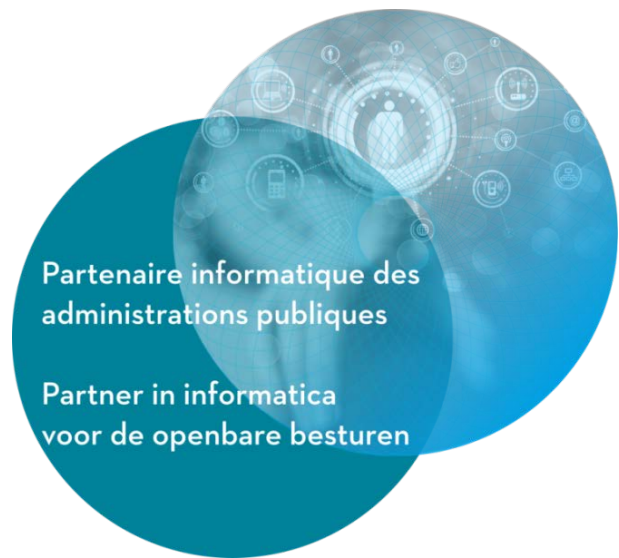 Partenaire informatique des
administrations publiques
Partner in informatica
voor de openbare besturen